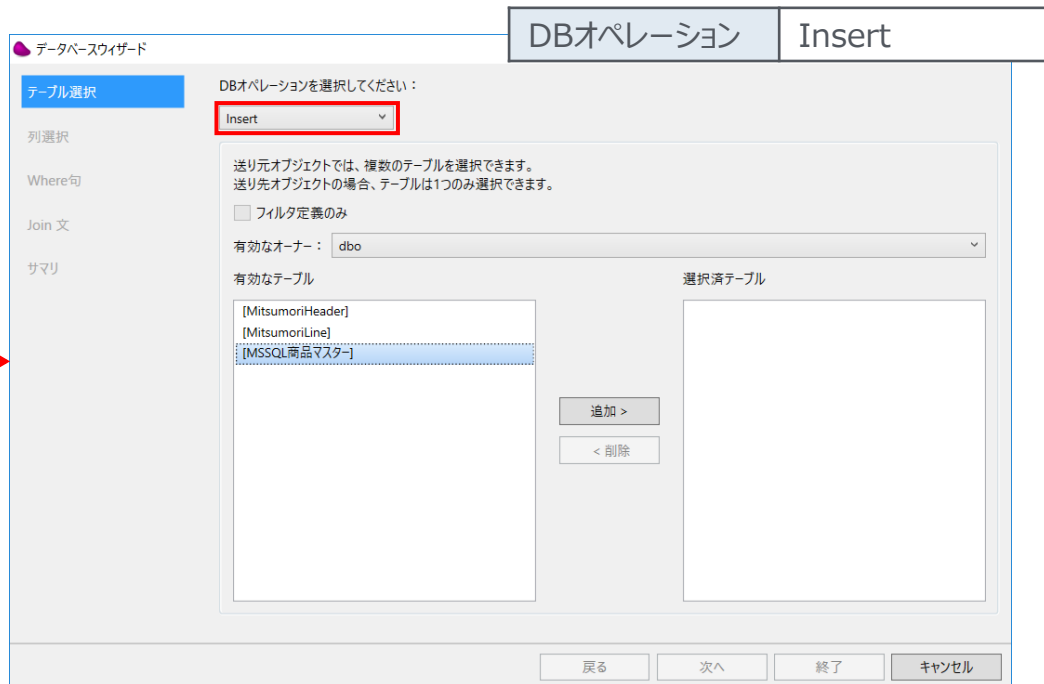 DBオペレーション Insert
データベースウィザード
テーブル選択
列選択
Where句
Join 文
サマリ
DBオペレーションを選択してください：
Insert
送り元オブジェクトでは、複数のテーブルを選択できます。
送り先オブジェクトの場合、テーブルは1つのみ選択できます。
フィルタ定義のみ
有効なオーナー： dbo
有効なテーブル
[MitsumoriHeader]
[MitsumoriLine]
[MSSQL商品マスター]
追加 >
< 削除
選択済テーブル
戻る 次へ 終了 キャンセル